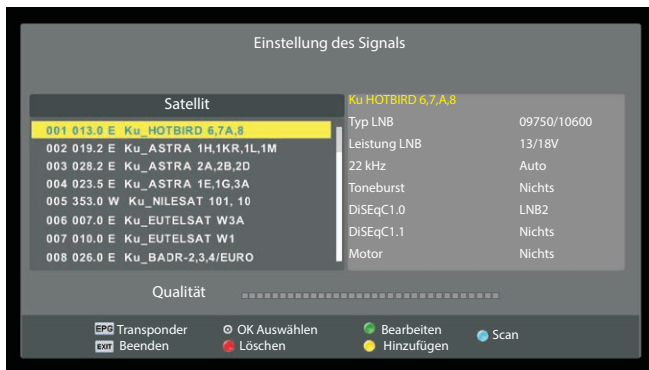 Einstellung des Signals
Satellit
001 013.0 E Ku_HOTBIRD 6,7A,8
002 019.2 E Ku_ASTRA 1H,1KR,1L,1M
003 028.2 E Ku_ASTRA 2A,2B,2D
004 023.5 E Ku_ASTRA 1E,1G,3A
005 353.0 W Ku_NILESAT 101, 10
006 007.0 E Ku_EUTELSAT W3A
007 010.0 E Ku_EUTELSAT W1
008 026.0 E Ku_BADR-2,3,4/EURO
Ku HOTBIRD 6,7,A,8
Typ LNB 09750/10600
Leistung LNB 13/18V
22 kHz Auto
Toneburst Nichts
DiSEqC1.0 LNB2
DiSEqC1.1 Nichts
Motor Nichts
Qualität
EPG Transponder OK Auswählen Bearbeiten Scan
EXIT Beenden Löschen Hinzufügen